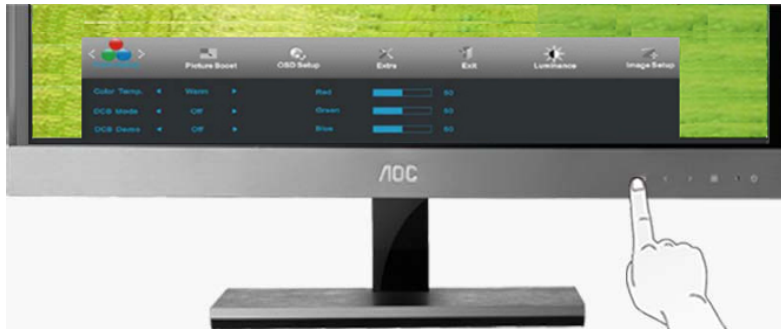 Picture Boost OSD Setup Extra Exit Luminance Image Setup
Color Temp. Warm Red 50
DCB Mode Off Green 50
DCB Demo Off Blue 50
AOC